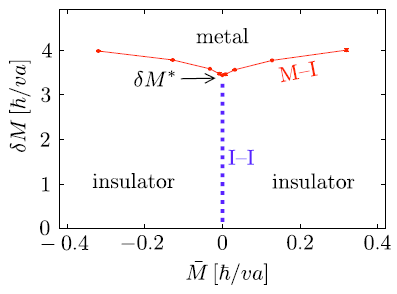 4
3
2
1
0
δM [ħ/va]
metal
δM*
M–I
I–I
insulator
insulator
−0.4
−0.2
0
0.2
0.4
M̄ [ħ/va]